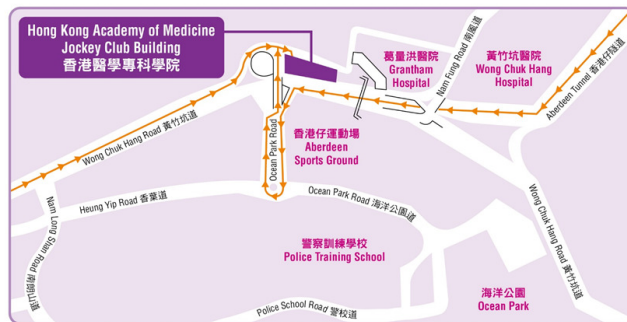 Hong Kong Academy of Medicine
Jockey Club Building
香港醫學專科學院
葛量洪醫院
Grantham
Hospital
Nam Fung Road 南風道
黃竹坑醫院
Wong Chuk Hang
Hospital
Aberdeen Tunnel 香港仔隧道
Wong Chuk Hang Road 黃竹坑道
Ocean Park Road
香港仔運動場
Aberdeen
Sports Ground
Nam Long Shan Road 南朗山道
Heung Yip Road 香葉道
Ocean Park Road 海洋公園道
Wong Chuk Hang Road 黃竹坑道
警察訓練學校
Police Training School
海洋公園
Ocean Park
Police School Road 警校道